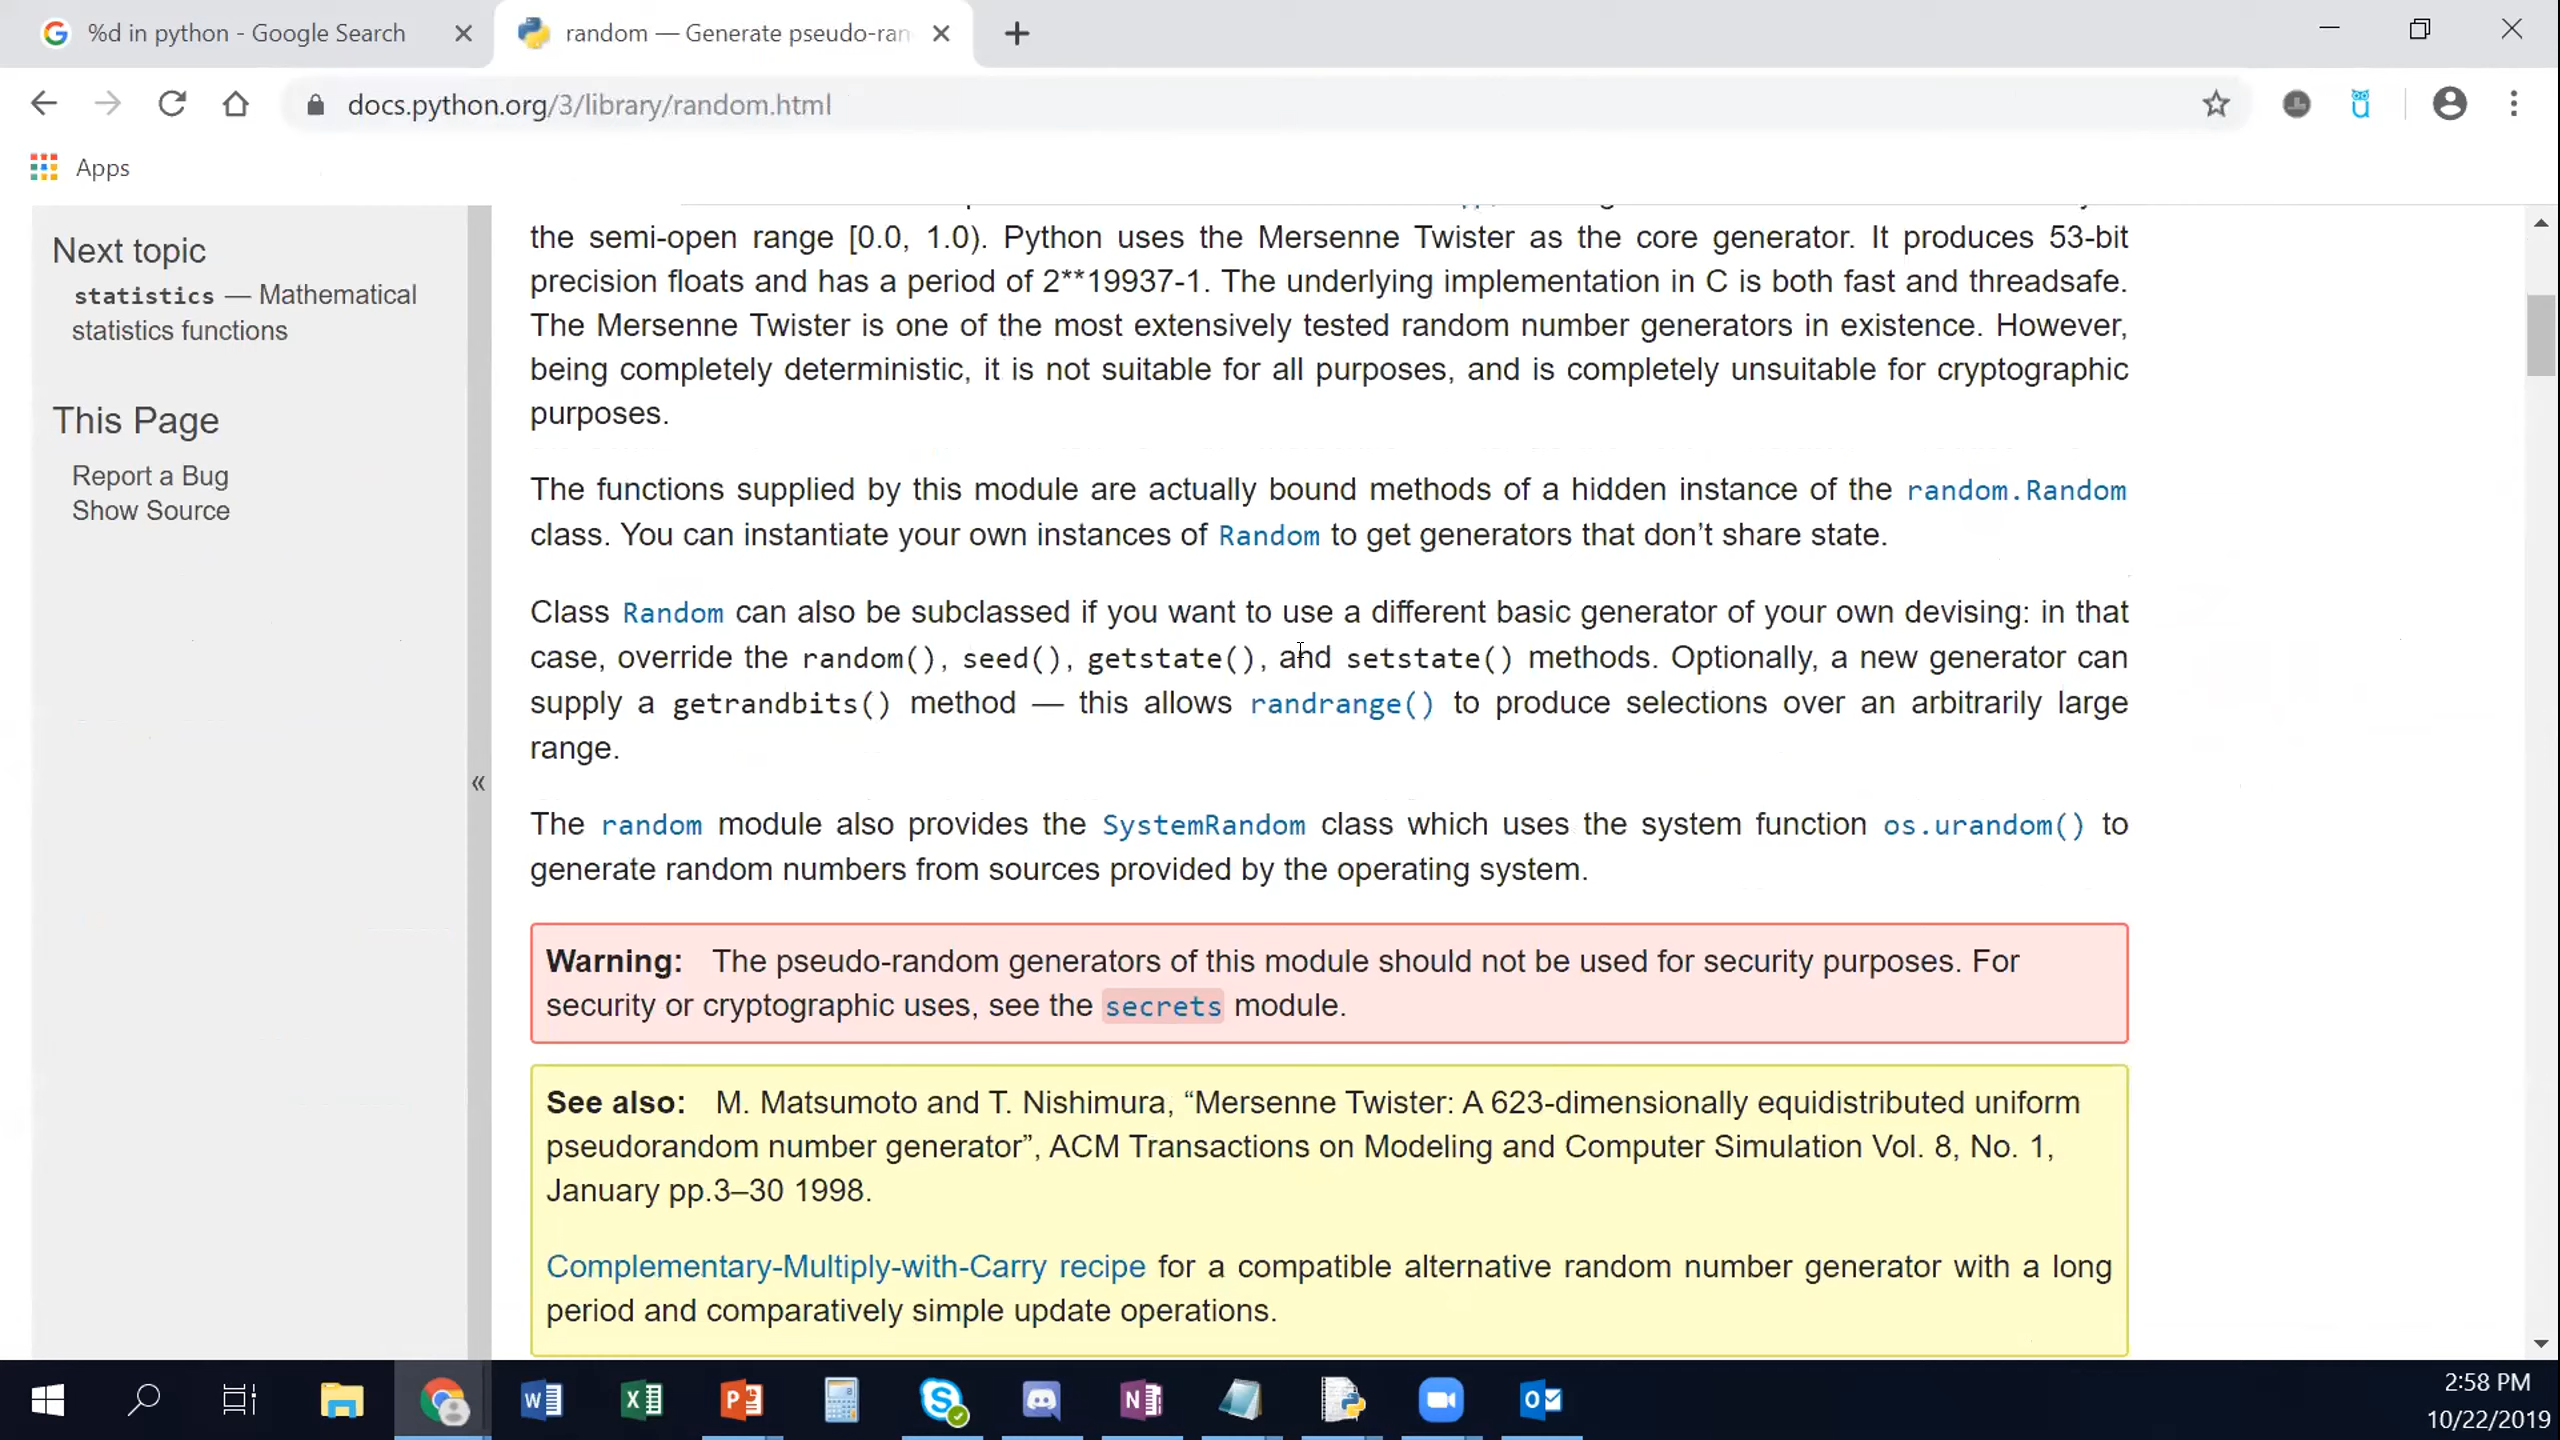 %d in python - Google Search
random — Generate pseudo-ran
docs.python.org/3/library/random.html
Apps
Next topic
statistics — Mathematical
statistics functions
This Page
Report a Bug
Show Source
«
the semi-open range [0.0, 1.0). Python uses the Mersenne Twister as the core generator. It produces 53-bit
precision floats and has a period of 2**19937-1. The underlying implementation in C is both fast and threadsafe.
The Mersenne Twister is one of the most extensively tested random number generators in existence. However,
being completely deterministic, it is not suitable for all purposes, and is completely unsuitable for cryptographic
purposes.
The functions supplied by this module are actually bound methods of a hidden instance of the random.Random
class. You can instantiate your own instances of Random to get generators that don’t share state.
Class Random can also be subclassed if you want to use a different basic generator of your own devising: in that
case, override the random(), seed(), getstate(), and setstate() methods. Optionally, a new generator can
supply a getrandbits() method — this allows randrange() to produce selections over an arbitrarily large
range.
The random module also provides the SystemRandom class which uses the system function os.urandom() to
generate random numbers from sources provided by the operating system.
Warning: The pseudo-random generators of this module should not be used for security purposes. For
security or cryptographic uses, see the secrets module.
See also: M. Matsumoto and T. Nishimura, “Mersenne Twister: A 623-dimensionally equidistributed uniform
pseudorandom number generator”, ACM Transactions on Modeling and Computer Simulation Vol. 8, No. 1,
January pp.3–30 1998.
Complementary-Multiply-with-Carry recipe for a compatible alternative random number generator with a long
period and comparatively simple update operations.
2:58 PM
10/22/2019